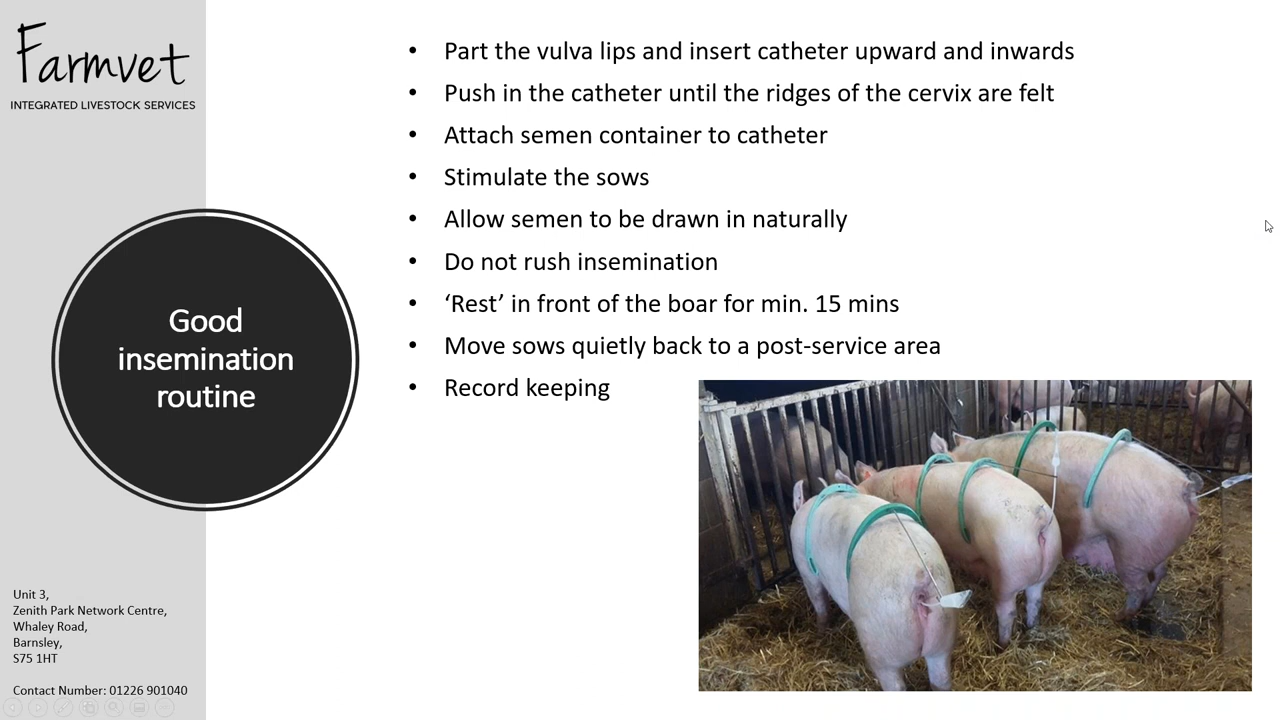 Farmvet
INTEGRATED LIVESTOCK SERVICES
Good
insemination
routine
Unit 3,
Zenith Park Network Centre,
Whaley Road,
Barnsley,
S75 1HT
Contact Number: 01226 901040
• Part the vulva lips and insert catheter upward and inwards
• Push in the catheter until the ridges of the cervix are felt
• Attach semen container to catheter
• Stimulate the sows
• Allow semen to be drawn in naturally
• Do not rush insemination
• ‘Rest’ in front of the boar for min. 15 mins
• Move sows quietly back to a post-service area
• Record keeping